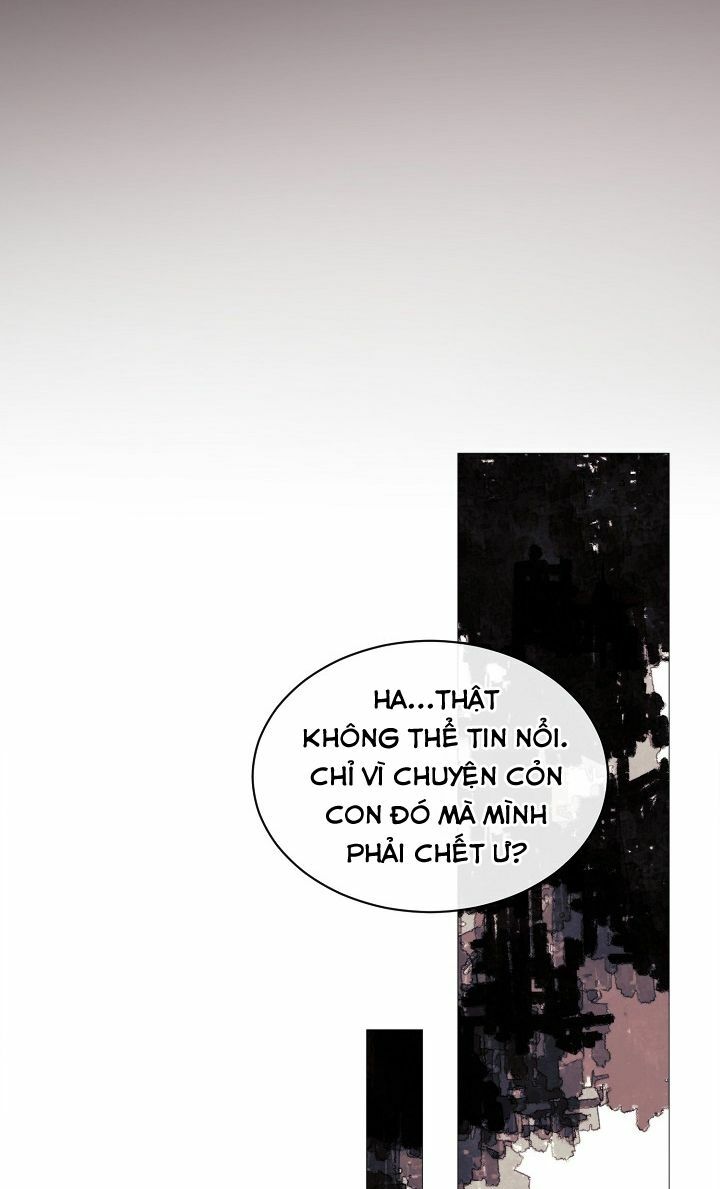 HA...THẬT
KHÔNG THỂ TIN NỔI.
CHỈ VÌ CHUYỆN CỎN
CON ĐÓ MÀ MÌNH
PHẢI CHẾT Ư?